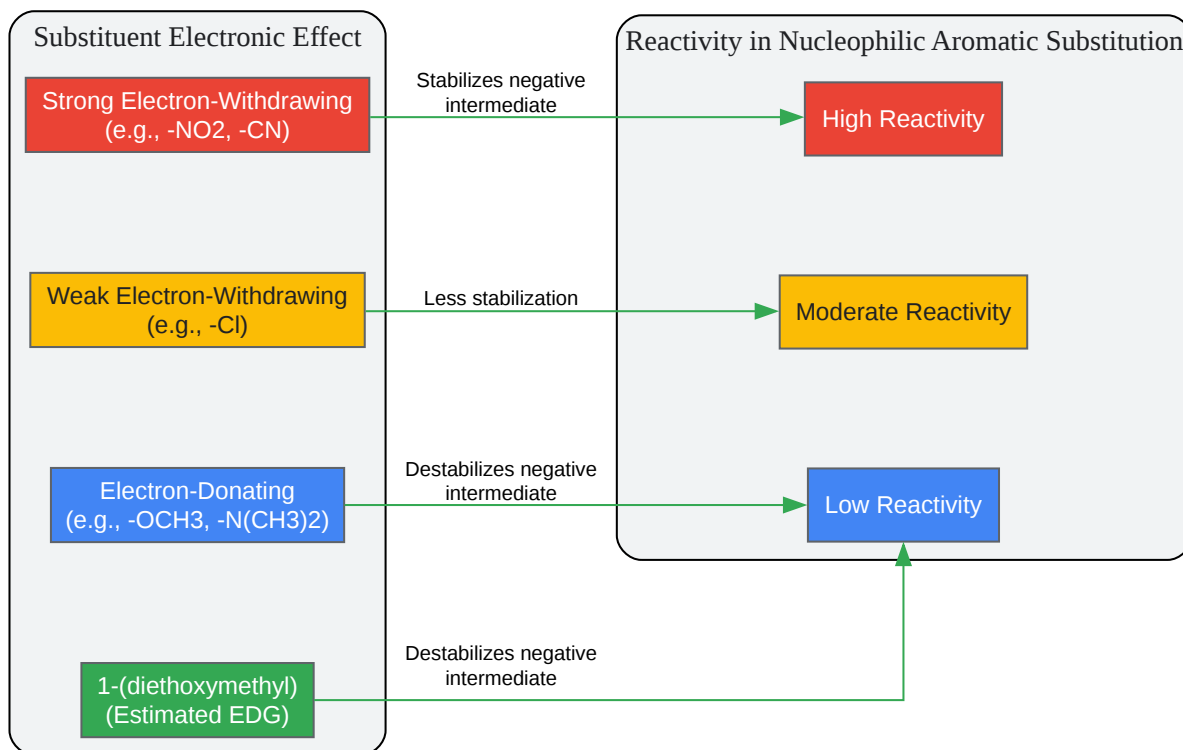 Substituent Electronic Effect
Reactivity in Nucleophilic Aromatic Substitution
Strong Electron-Withdrawing
(e.g., -NO2, -CN)
Stabilizes negative
intermediate
High Reactivity
Weak Electron-Withdrawing
(e.g., -Cl)
Less stabilization
Moderate Reactivity
Electron-Donating
(e.g., -OCH3, -N(CH3)2)
Destabilizes negative
intermediate
Low Reactivity
1-(diethoxymethyl)
(Estimated EDG)
Destabilizes negative
intermediate